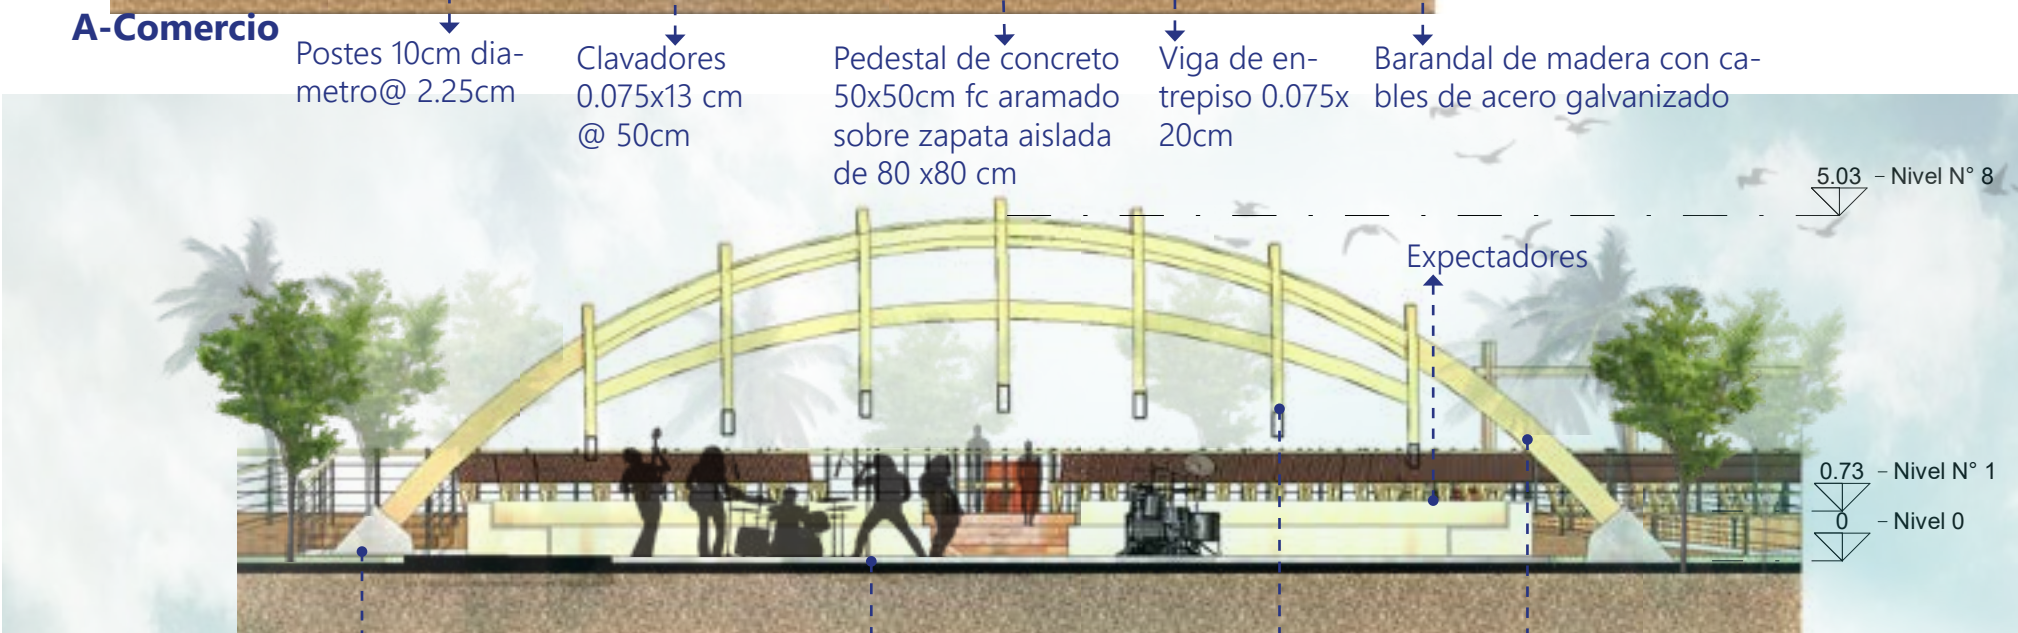 A-Comercio
Postes 10cm dia-
metro@ 2.25cm
Clavadores
0.075x13 cm
@ 50cm
Pedestal de concreto
50x50cm fc aramado
sobre zapata aislada
de 80 x80 cm
Viga de en-
trepiso 0.075x
20cm
Barandal de madera con ca-
bles de acero galvanizado
5.03 – Nivel N° 8
Expectadores
0.73 – Nivel N° 1
0 – Nivel 0